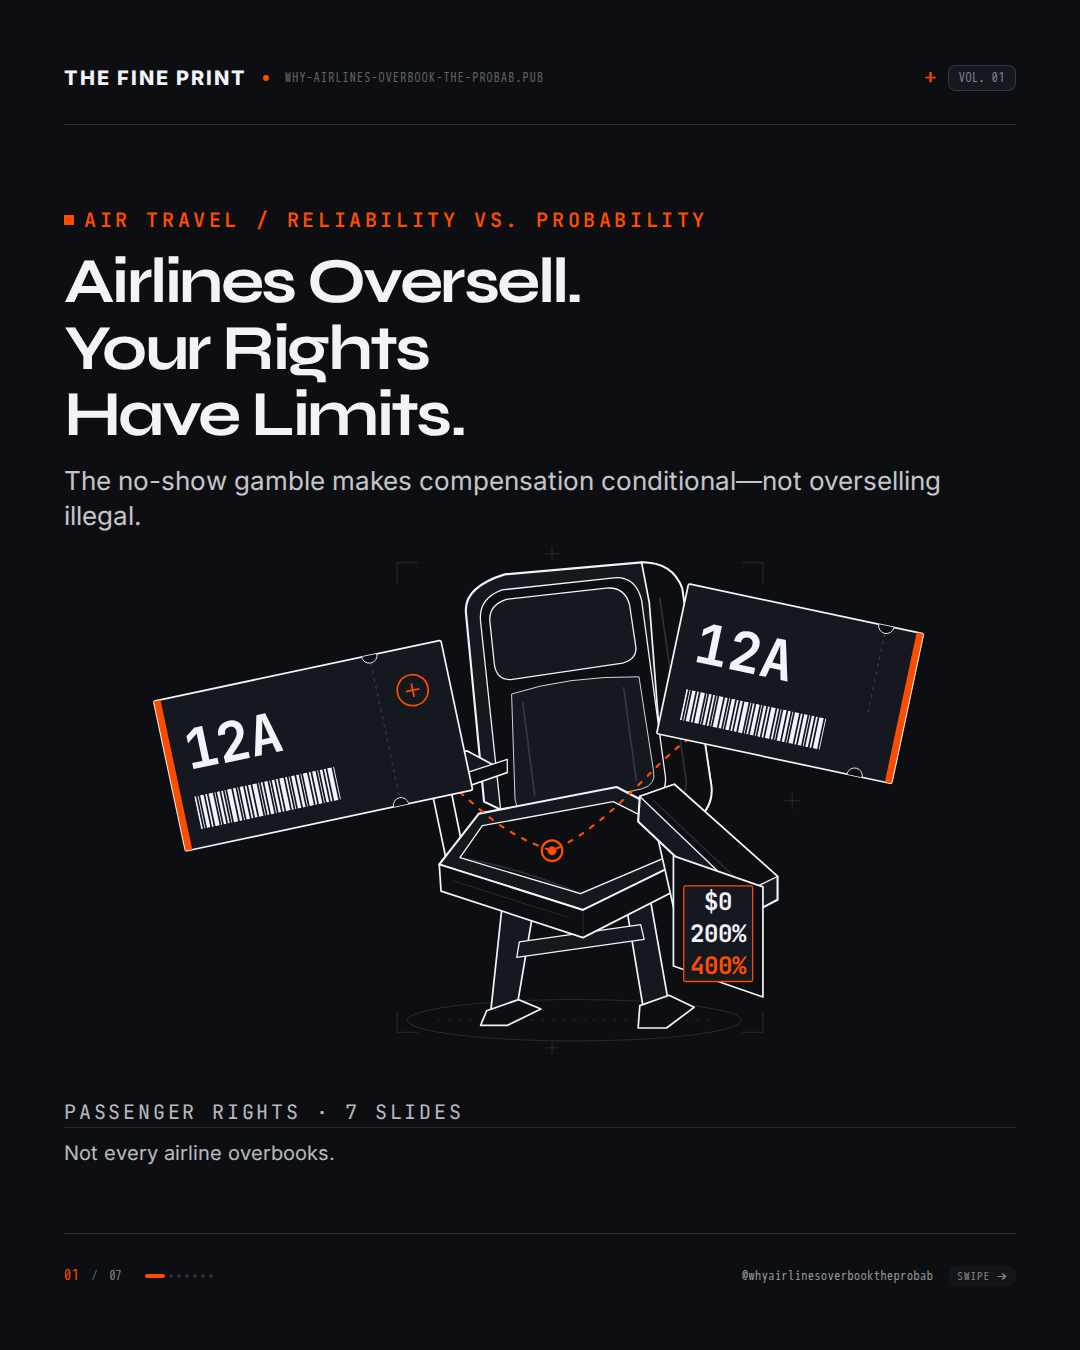 THE FINE PRINT • WHY-AIRLINES-OVERBOOK-THE-PROBAB.PUB
+ VOL. 01
AIR TRAVEL / RELIABILITY VS. PROBABILITY
Airlines Oversell.
Your Rights
Have Limits.
The no-show gamble makes compensation conditional—not overselling
illegal.
12A
12A
$0
200%
400%
PASSENGER RIGHTS · 7 SLIDES
Not every airline overbooks.
01 / 07
@whyairlinesoverbooktheprobab
SWIPE →